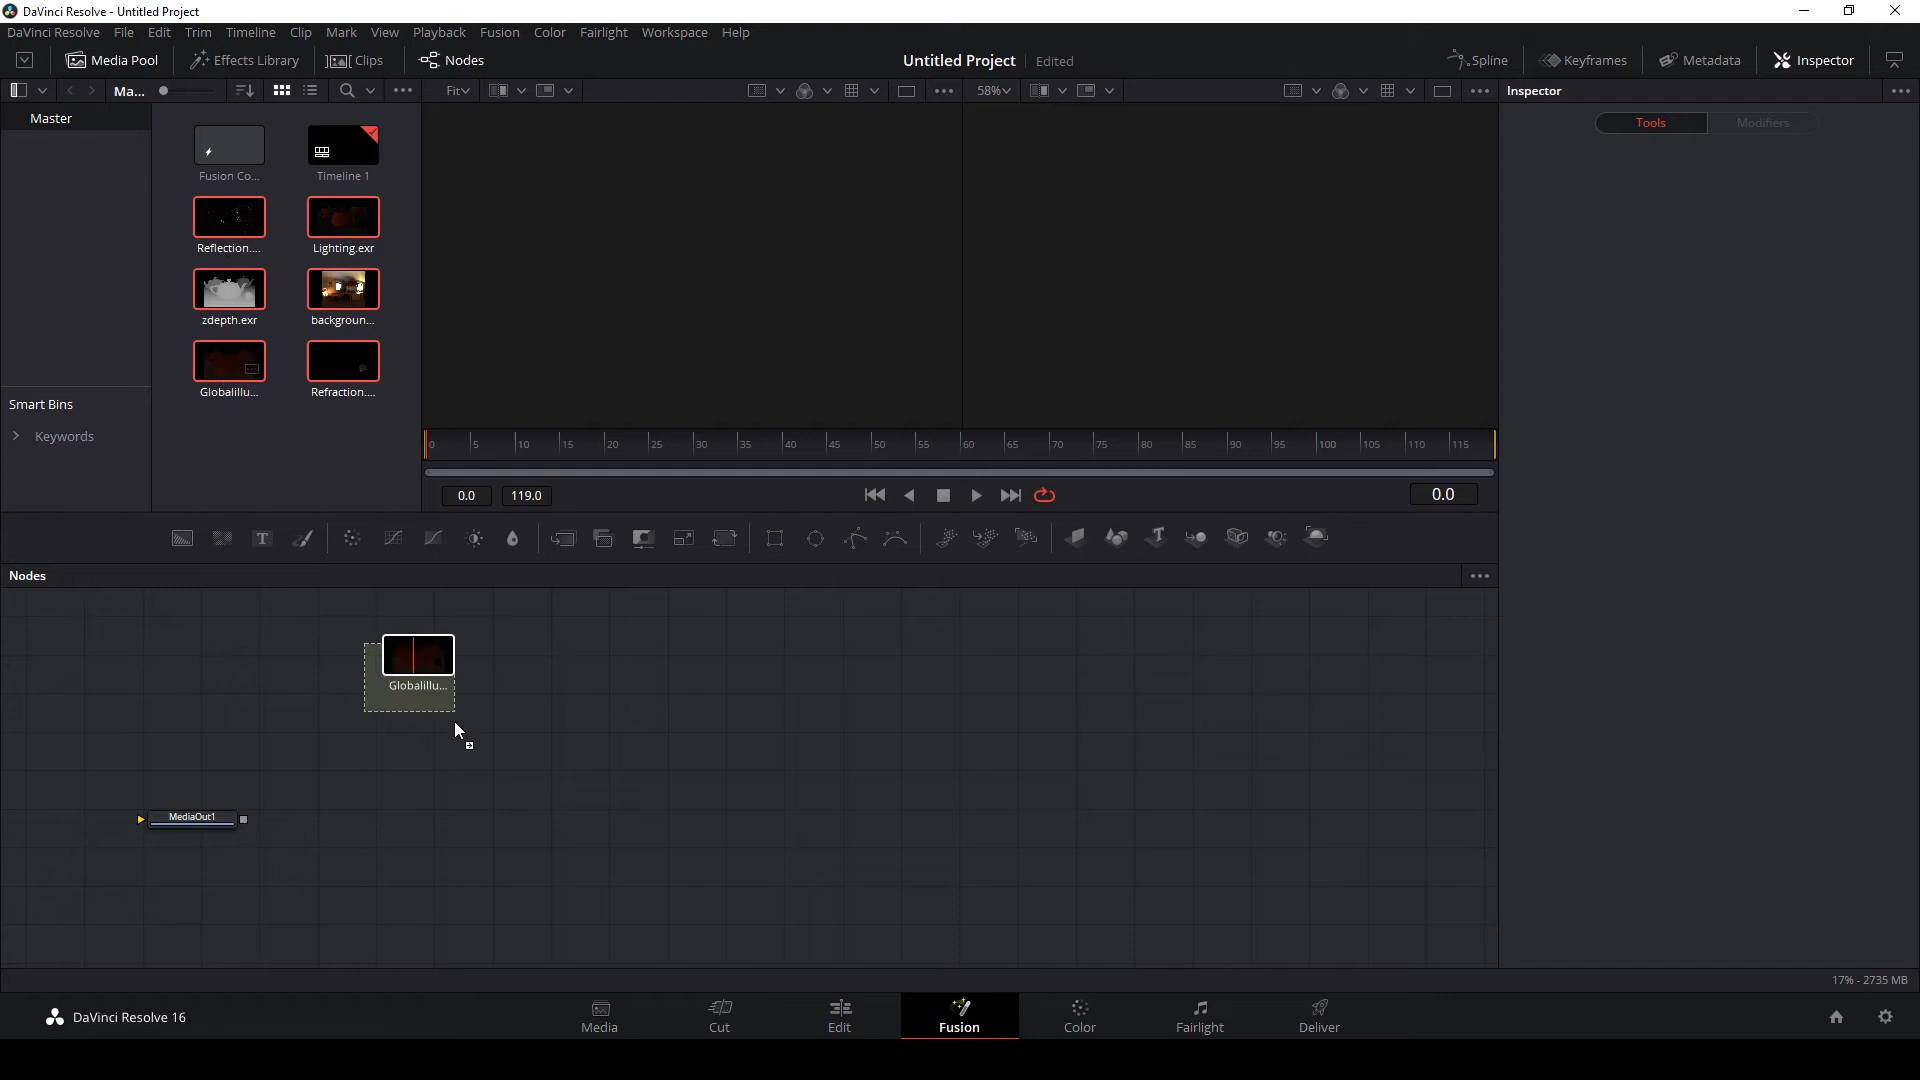 DaVinci Resolve - Untitled Project
DaVinci Resolve File Edit Trim Timeline Clip Mark View Playback Fusion Color Fairlight Workspace Help
Media Pool Effects Library Clips Nodes Untitled Project Edited Spline Keyframes Metadata Inspector
Ma... Fit 58% Inspector
Master
Tools Modifiers
Fusion Co... Timeline 1
Reflection.... Lighting.exr
zdepth.exr backgroun...
Globalillu... Refraction....
Smart Bins
Keywords
0 5 10 15 20 25 30 35 40 45 50 55 60 65 70 75 80 85 90 95 100 105 110 115
0.0 119.0 0.0
T T
Nodes
Globalillu...
MediaOut1
17% - 2735 MB
DaVinci Resolve 16
Media Cut Edit Fusion Color Fairlight Deliver